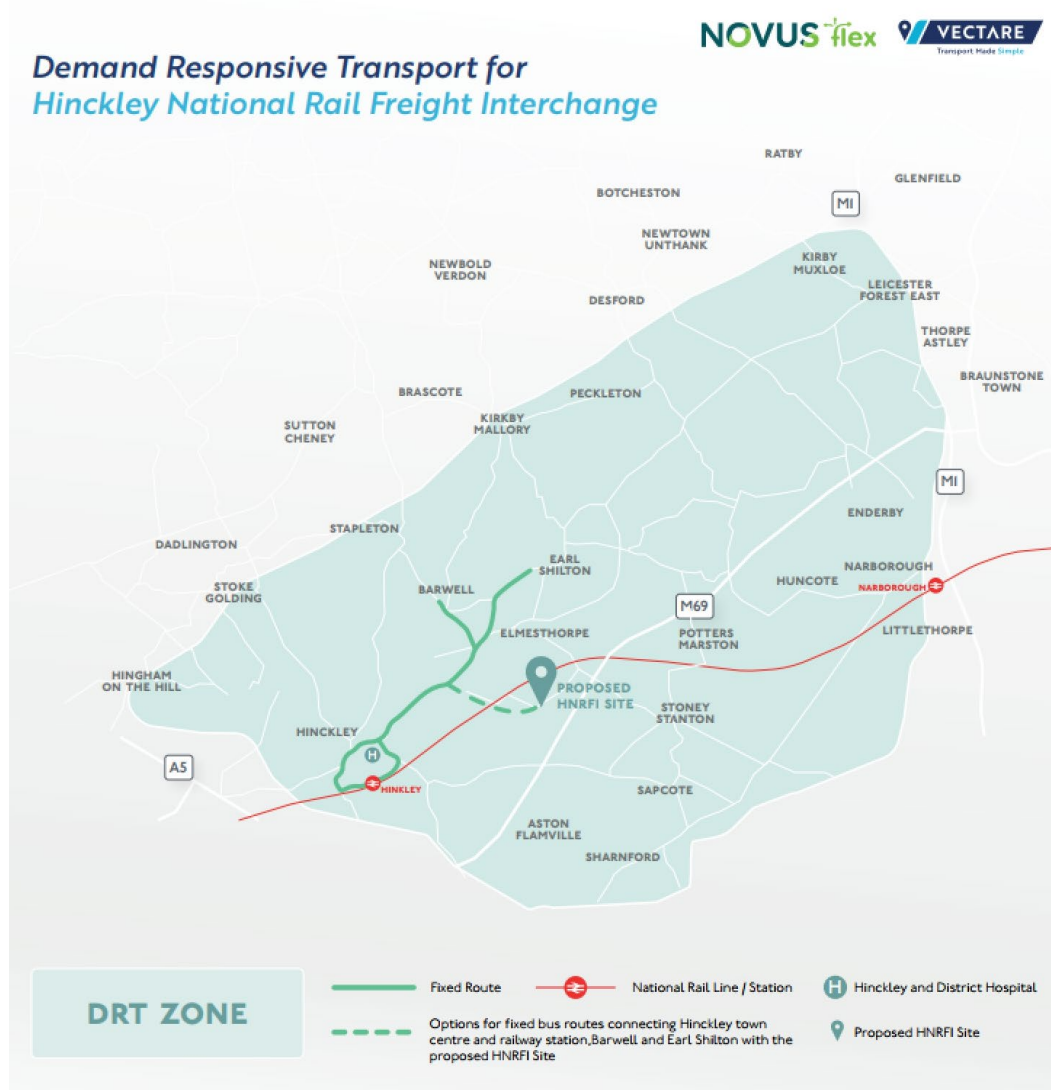 NOVUS flex
VECTARE
Transport Made Simple
Demand Responsive Transport for
Hinckley National Rail Freight Interchange
RATBY
GLENFIELD
BOTCHESTON
M1
NEWTOWN
UNTHANK
KIRBY
MUXLOE
NEWBOLD
VERDON
LEICESTER
FOREST EAST
DESFORD
THORPE
ASTLEY
BRAUNSTONE
TOWN
BRASCOTE
PECKLETON
KIRKBY
MALLORY
SUTTON
CHENEY
M1
ENDERBY
STAPLETON
DADLINGTON
EARL
SHILTON
NARBOROUGH
HUNCOTE
NARBOROUGH
STOKE
GOLDING
BARWELL
M69
ELMESTHORPE
POTTERS
MARSTON
LITTLETHORPE
HINGHAM
ON THE HILL
PROPOSED
HNRFI SITE
STONEY
STANTON
HINCKLEY
H
A5
HINKLEY
SAPCOTE
ASTON
FLAMVILLE
SHARNFORD
DRT ZONE
Fixed Route
National Rail Line / Station
H Hinckley and District Hospital
Options for fixed bus routes connecting Hinckley town
centre and railway station,Barwell and Earl Shilton with the
proposed HNRFI Site
Proposed HNRFI Site